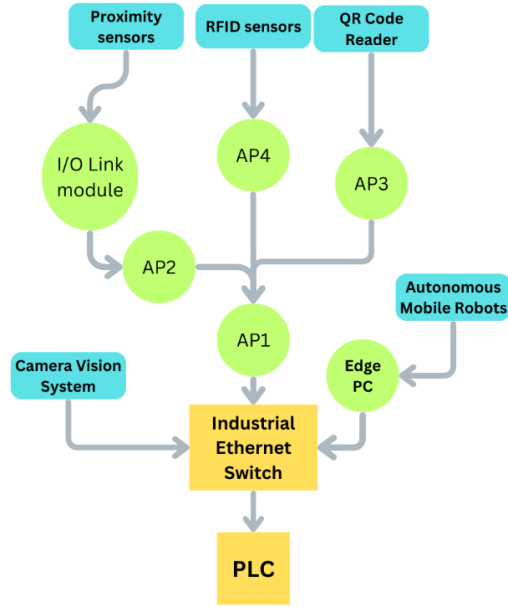 Proximity
sensors
RFID sensors
QR Code
Reader
I/O Link
module
AP4
AP3
AP2
AP1
Autonomous
Mobile Robots
Camera Vision
System
Edge
PC
Industrial
Ethernet
Switch
PLC